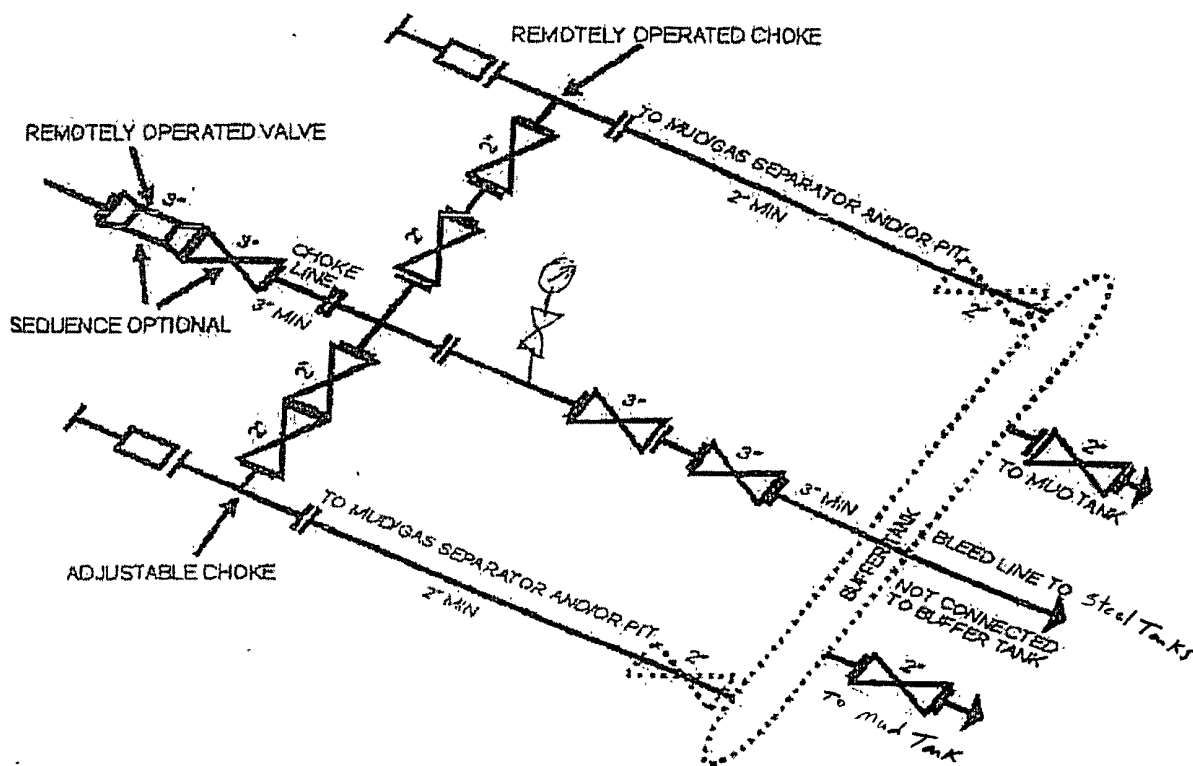 REMOTELY OPERATED CHOKE
REMOTELY OPERATED VALVE
TO MUD/GAS SEPARATOR AND/OR PIT
2" MIN
2"
2"
3"
3"
CHOKE
LINE
3" MIN
SEQUENCE OPTIONAL
2"
2"
2"
3"
3"
3" MIN
2"
TO MUD TANK
BUFFER TANK
BLEED LINE TO Steel Tanks
NOT CONNECTED
TO BUFFER TANK
ADJUSTABLE CHOKE
TO MUD/GAS SEPARATOR AND/OR PIT
2" MIN
2"
2"
To Mud Tank